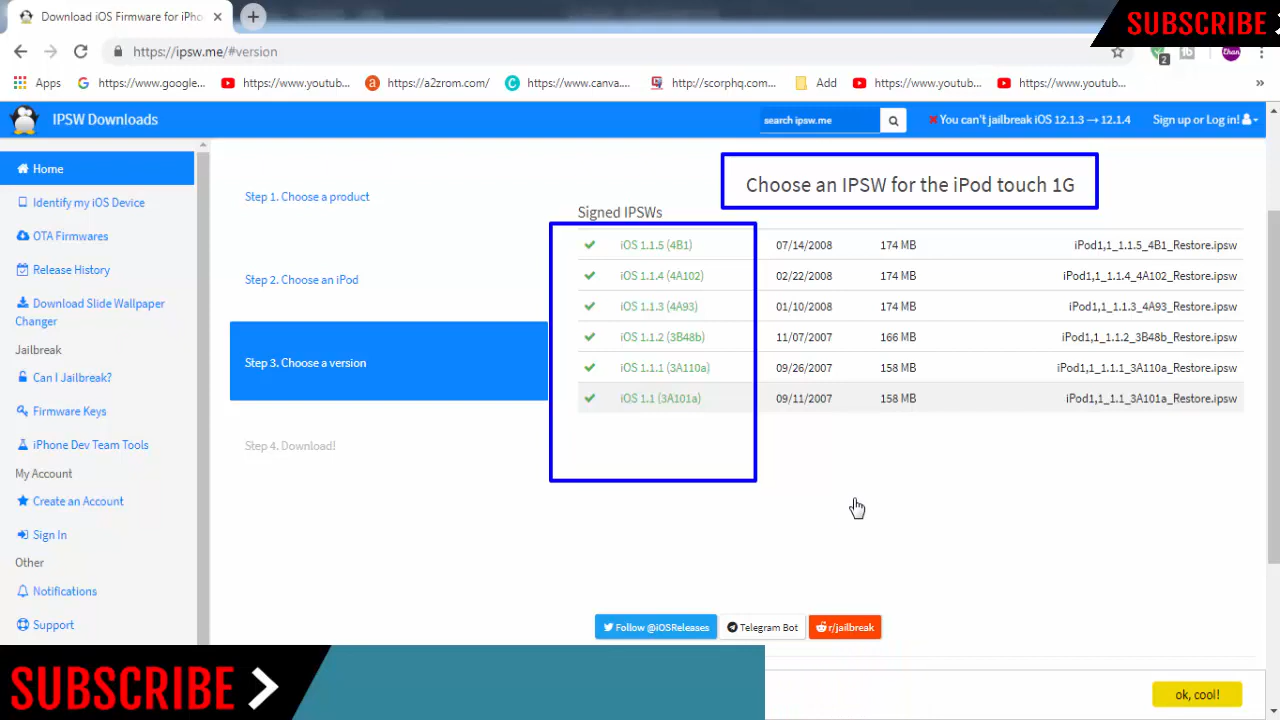 Download iOS Firmware for iPho
SUBSCRIBE
https://ipsw.me/#version
2
than
Apps
https://www.google...
https://www.youtub...
https://a2zrom.com/
https://www.canva...
http://scorphq.com...
Add
https://www.youtub...
https://www.youtub...
IPSW Downloads
search ipsw.me
You can't jailbreak iOS 12.1.3 → 12.1.4
Sign up or Log in!
Home
Identify my iOS Device
OTA Firmwares
Release History
Download Slide Wallpaper
Changer
Jailbreak
Can I Jailbreak?
Firmware Keys
iPhone Dev Team Tools
My Account
Create an Account
Sign In
Other
Notifications
Support
Step 1. Choose a product
Step 2. Choose an iPod
Step 3. Choose a version
Step 4. Download!
Choose an IPSW for the iPod touch 1G
Signed IPSWs
iOS 1.1.5 (4B1) 07/14/2008 174 MB iPod1,1_1.1.5_4B1_Restore.ipsw
iOS 1.1.4 (4A102) 02/22/2008 174 MB iPod1,1_1.1.4_4A102_Restore.ipsw
iOS 1.1.3 (4A93) 01/10/2008 174 MB iPod1,1_1.1.3_4A93_Restore.ipsw
iOS 1.1.2 (3B48b) 11/07/2007 166 MB iPod1,1_1.1.2_3B48b_Restore.ipsw
iOS 1.1.1 (3A110a) 09/26/2007 158 MB iPod1,1_1.1.1_3A110a_Restore.ipsw
iOS 1.1 (3A101a) 09/11/2007 158 MB iPod1,1_1.1_3A101a_Restore.ipsw
Follow @iOSReleases
Telegram Bot
r/jailbreak
SUBSCRIBE
ok, cool!